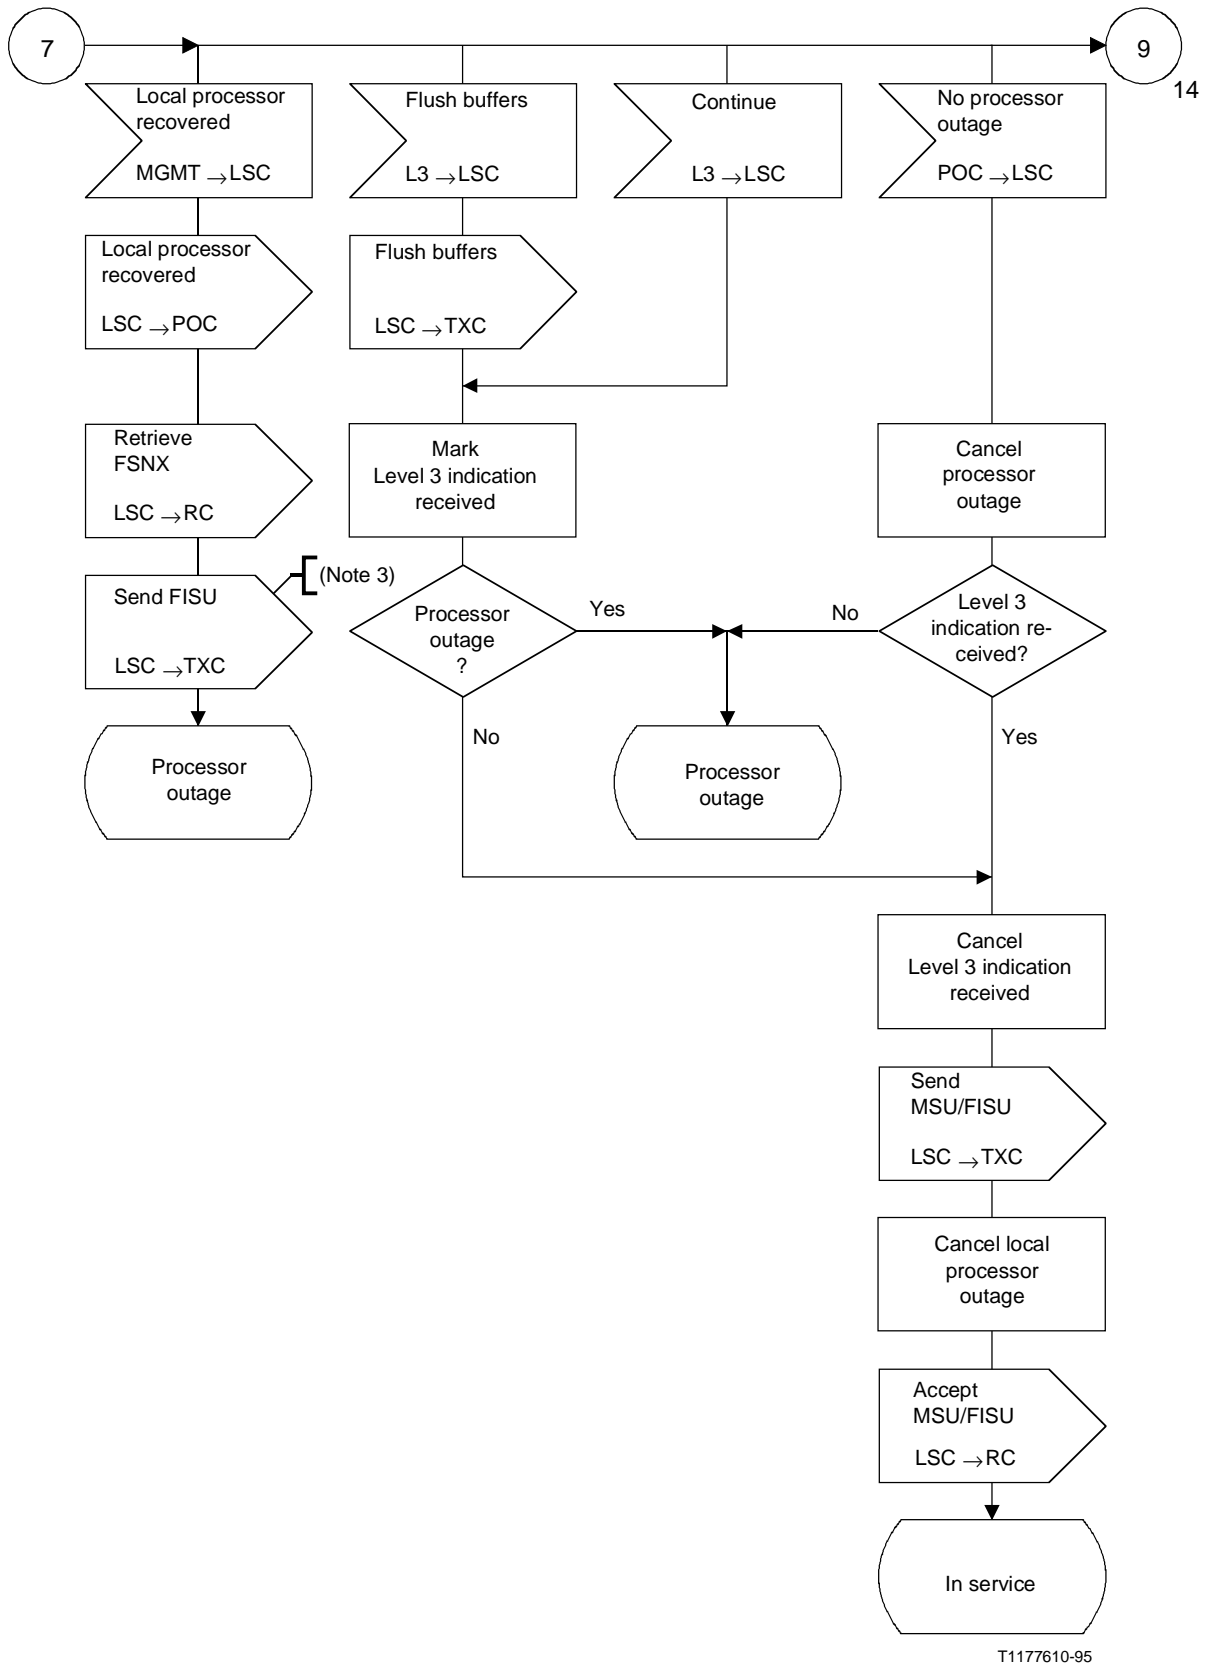 7
9
14
Local processor
recovered
MGMT →LSC
Flush buffers
L3 →LSC
Continue
L3 →LSC
No processor
outage
POC →LSC
Local processor
recovered
LSC →POC
Flush buffers
LSC →TXC
Retrieve
FSNX
LSC →RC
Mark
Level 3 indication
received
Cancel
processor
outage
Send FISU
LSC →TXC
(Note 3)
Processor
outage
?
Yes
No
Level 3
indication re-
ceived?
No
Yes
Processor
outage
Processor
outage
Cancel
Level 3 indication
received
Send
MSU/FISU
LSC →TXC
Cancel local
processor
outage
Accept
MSU/FISU
LSC →RC
In service
T1177610-95